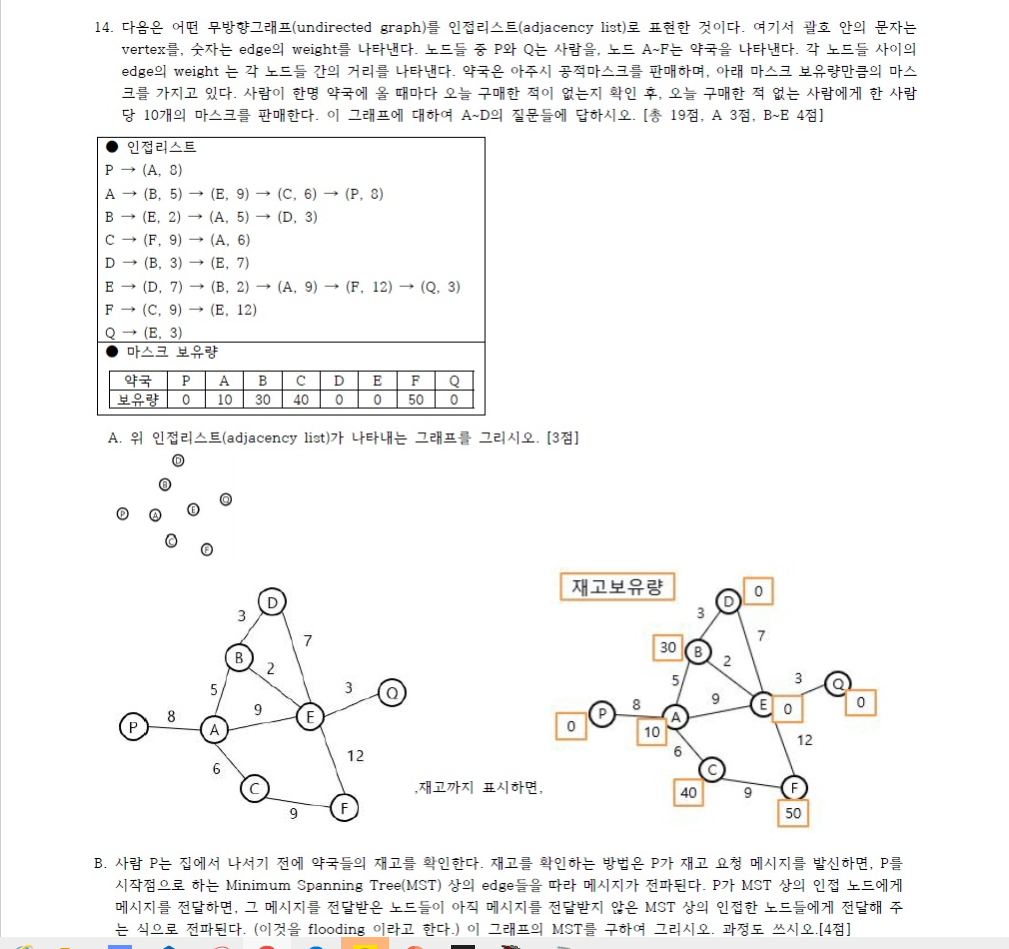 14. 다음은 어떤 무방향그래프(undirected graph)를 인접리스트(adjacency list)로 표현한 것이다. 여기서 괄호 안의 문자는
vertex를, 숫자는 edge의 weight를 나타낸다. 노드들 중 P와 Q는 사람을, 노드 A~F는 약국을 나타낸다. 각 노드들 사이의
edge의 weight 는 각 노드들 간의 거리를 나타낸다. 약국은 아주시 공적마스크를 판매하며, 아래 마스크 보유량만큼의 마스
크를 가지고 있다. 사람이 한명 약국에 올 때마다 오늘 구매한 적이 없는지 확인 후, 오늘 구매한 적 없는 사람에게 한 사람
당 10개의 마스크를 판매한다. 이 그래프에 대하여 A~D의 질문들에 답하시오. [총 19점, A 3점, B~E 4점]
● 인접리스트
P → (A, 8)
A → (B, 5) → (E, 9) → (C, 6) → (P, 8)
B → (E, 2) → (A, 5) → (D, 3)
C → (F, 9) → (A, 6)
D → (B, 3) → (E, 7)
E → (D, 7) → (B, 2) → (A, 9) → (F, 12) → (Q, 3)
F → (C, 9) → (E, 12)
Q → (E, 3)
● 마스크 보유량
약국 P A B C D E F Q
보유량 0 10 30 40 0 0 50 0
A. 위 인접리스트(adjacency list)가 나타내는 그래프를 그리시오. [3점]
D
B
Q
P A E
C
F
D
3
7
B
2
5
3
Q
9
8
E
P
A
12
6
C
9
F
,재고까지 표시하면,
재고보유량
D
0
3
7
30
B
2
5
3
Q
9
0
8
E
0
P
A
0
10
12
6
C
40
9
F
50
B. 사람 P는 집에서 나서기 전에 약국들의 재고를 확인한다. 재고를 확인하는 방법은 P가 재고 요청 메시지를 발신하면, P를
시작점으로 하는 Minimum Spanning Tree(MST) 상의 edge들을 따라 메시지가 전파된다. P가 MST 상의 인접 노드에게
메시지를 전달하면, 그 메시지를 전달받은 노드들이 아직 메시지를 전달받지 않은 MST 상의 인접한 노드들에게 전달해 주
는 식으로 전파된다. (이것을 flooding 이라고 한다.) 이 그래프의 MST를 구하여 그리시오. 과정도 쓰시오.[4점]